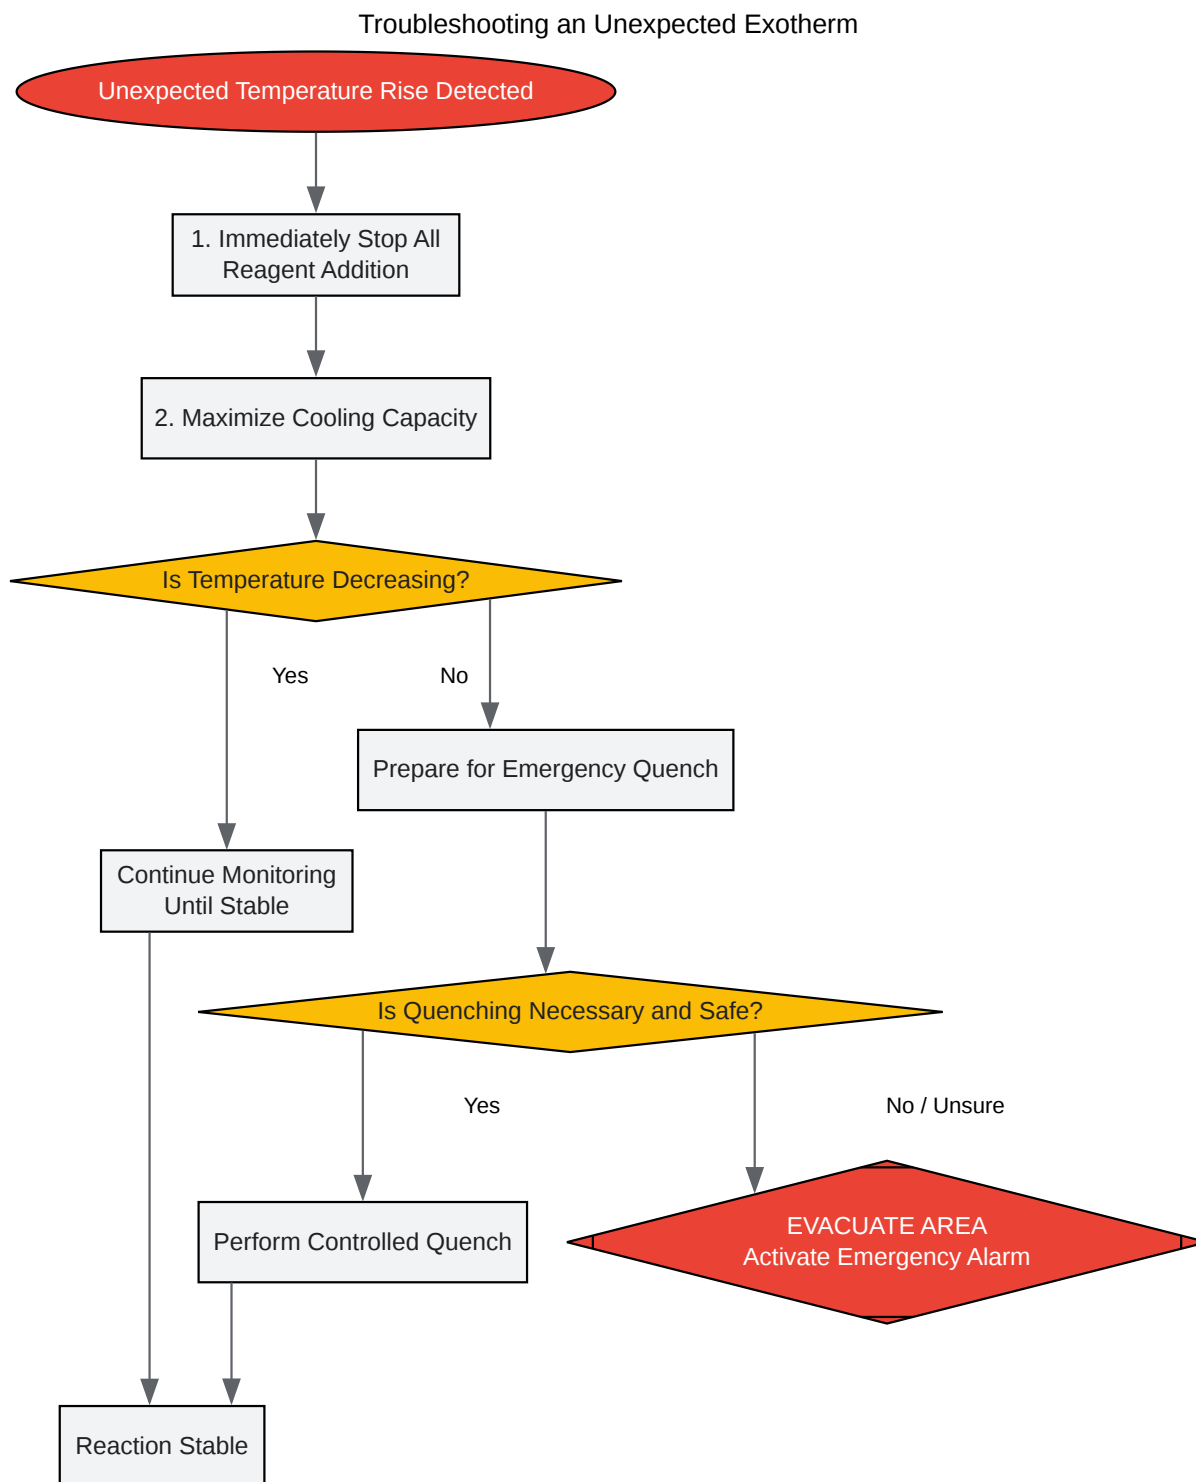 Troubleshooting an Unexpected Exotherm
Unexpected Temperature Rise Detected
1. Immediately Stop All
Reagent Addition
2. Maximize Cooling Capacity
Is Temperature Decreasing?
Yes
No
Prepare for Emergency Quench
Continue Monitoring
Until Stable
Is Quenching Necessary and Safe?
Yes
No / Unsure
EVACUATE AREA
Activate Emergency Alarm
Perform Controlled Quench
Reaction Stable